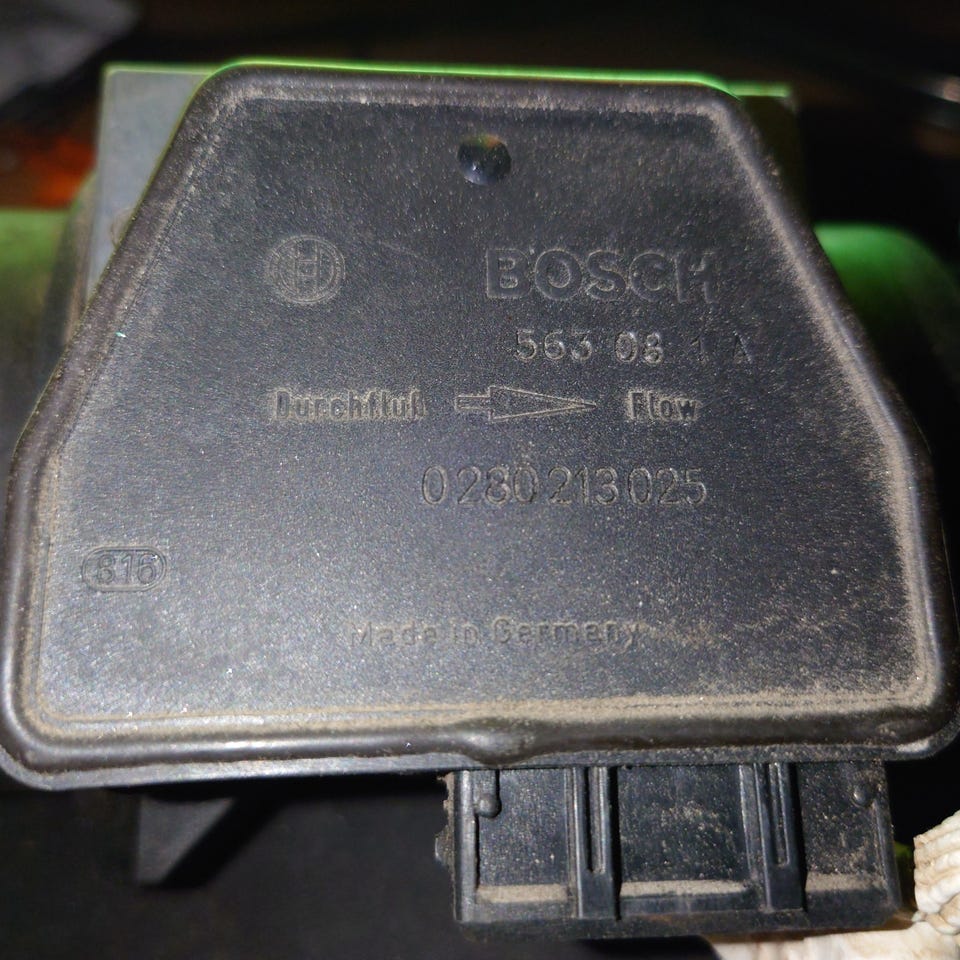 BOSCH
563 08 1 A
Durchfluß Flow
0 280 213 025
816
Made in Germany